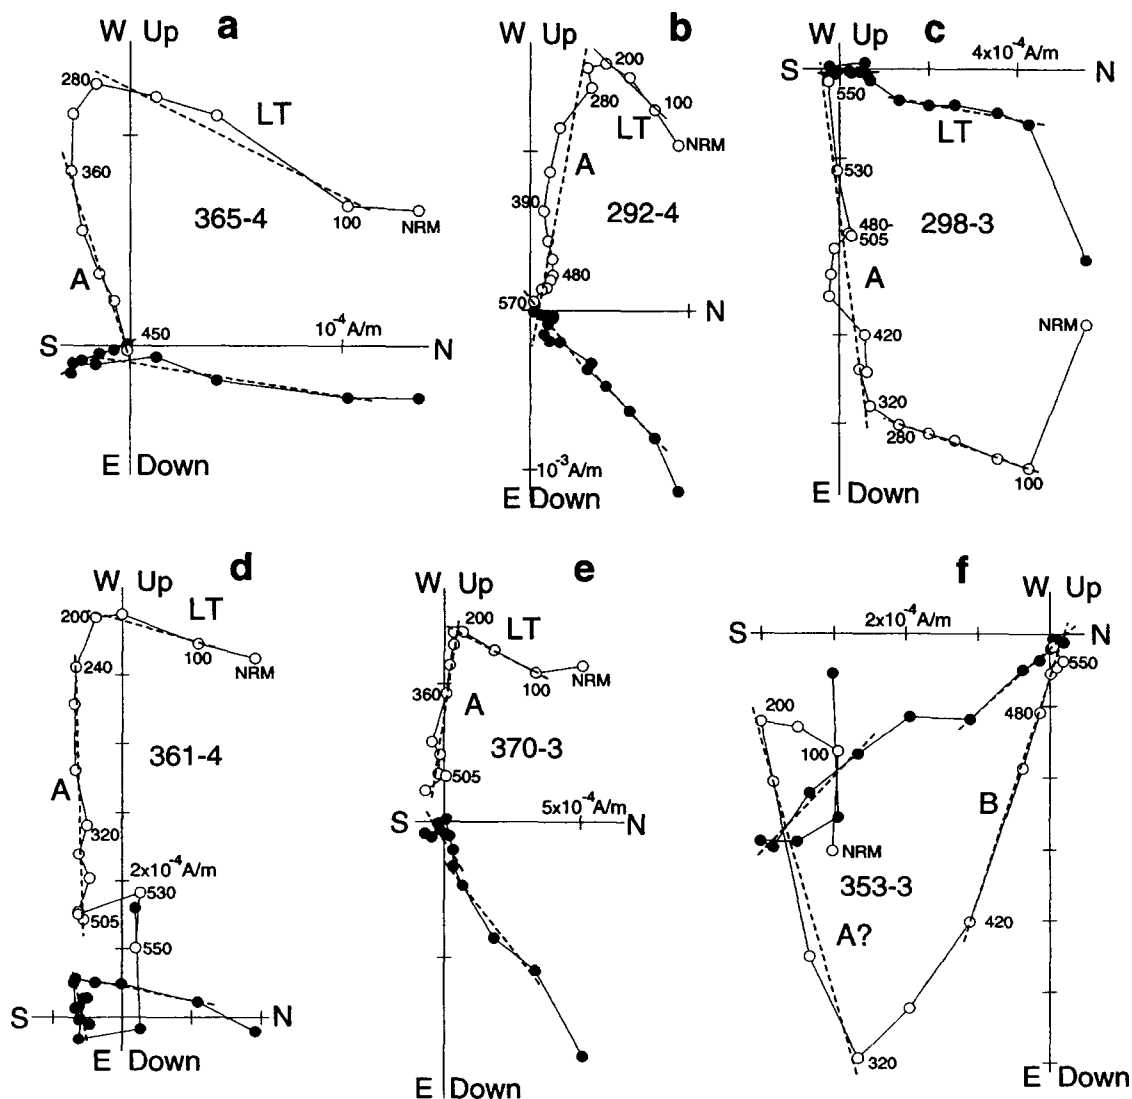 a
W Up
280
LT
360
365-4
100
NRM
A
450
10⁻⁴A/m
S
N
E Down
b
W Up
200
280
100
LT
NRM
A
390
292-4
480
570
N
10⁻³A/m
E Down
c
W Up
4x10⁻⁴A/m
S
N
550
LT
530
480-
505
298-3
A
NRM
420
320
280
100
E Down
d
W Up
200
LT
100
NRM
240
361-4
A
320
2x10⁻⁴A/m
530
505
550
S
N
E Down
e
W Up
200
LT
100
NRM
360
A
370-3
505
5x10⁻⁴A/m
S
N
E Down
f
W Up
2x10⁻⁴A/m
S
N
550
200
480
100
B
NRM
353-3
A?
420
320
E Down